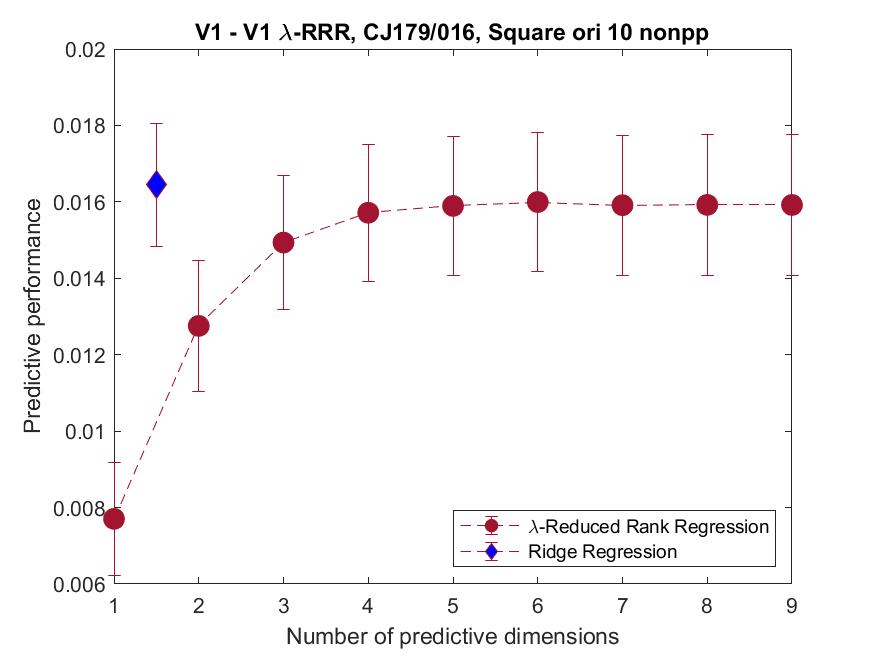 V1 - V1 λ-RRR, CJ179/016, Square ori 10 nonpp
0.02
0.018
0.016
0.014
0.012
0.01
0.008
0.006
Predictive performance
1 2 3 4 5 6 7 8 9
Number of predictive dimensions
λ-Reduced Rank Regression
Ridge Regression